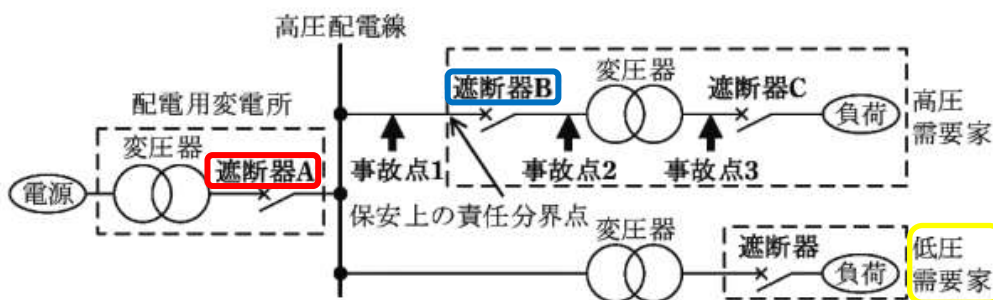 高圧配電線
遮断器B
変圧器
遮断器C
負荷
高圧
需要家
配電用変電所
変圧器
遮断器A
電源
事故点1
事故点2
事故点3
保安上の責任分界点
変圧器
遮断器
負荷
低圧
需要家